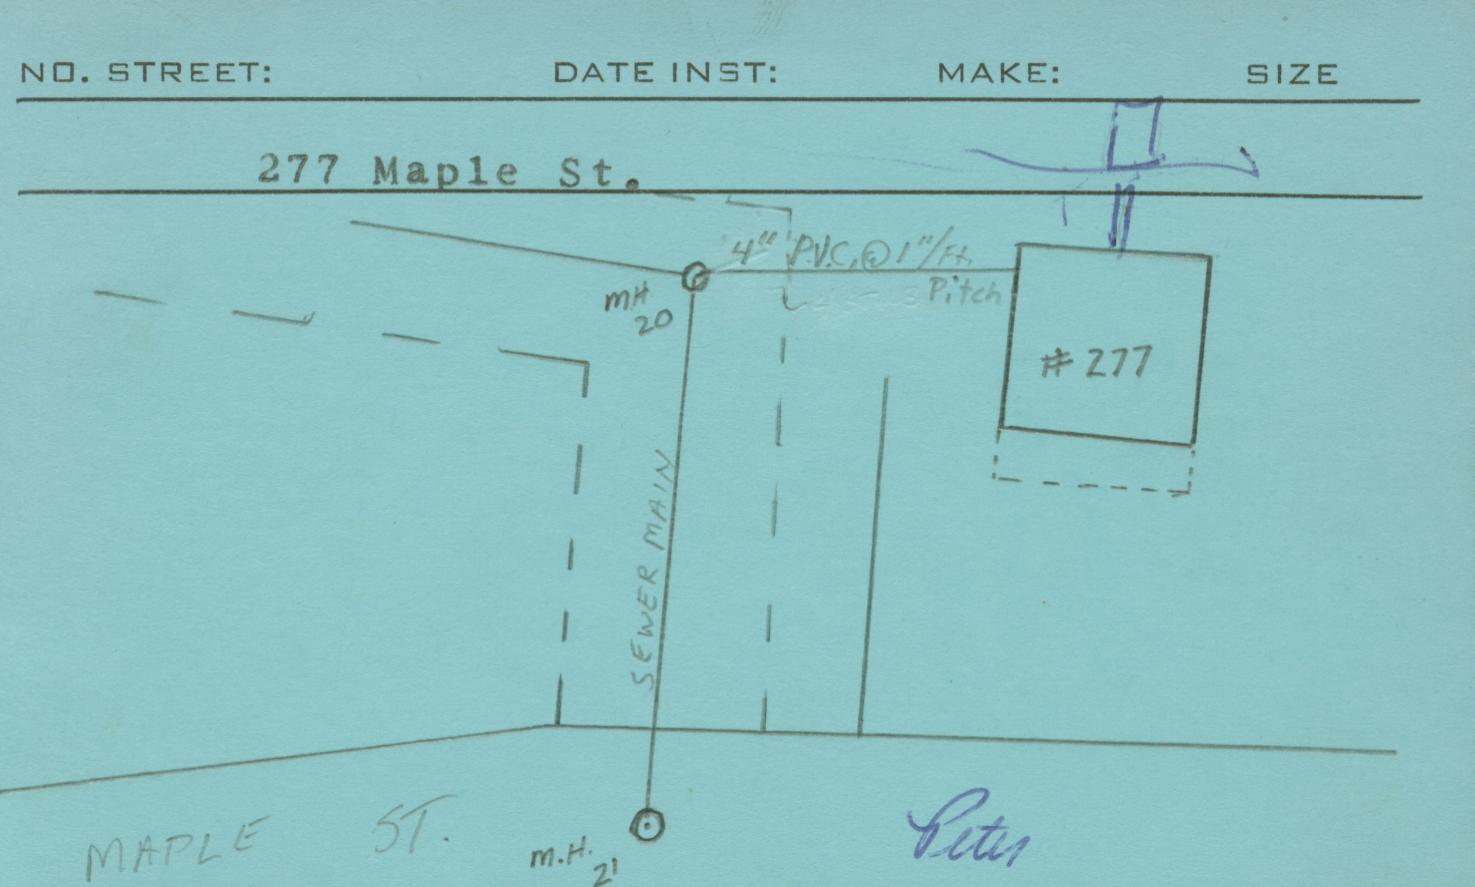 NO. STREET: DATE INST: MAKE: SIZE
277 Maple St.
4" P.V.C. @ 1"/Ft.
Pitch
MH
20
# 277
SEWER MAIN
MAPLE ST.
M.H.
21
Peter